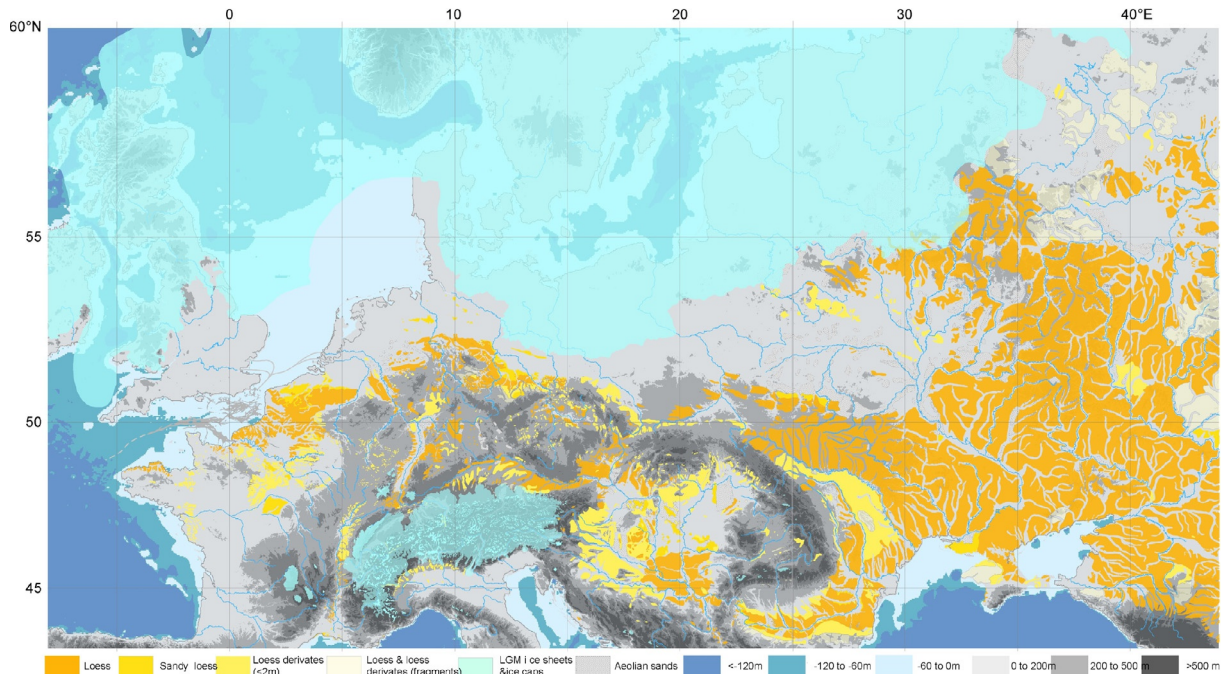 60°N 0 10 20 30 40°E
55
50
45
Loess Sandy loess Loess derivates (≤2m) Loess & loess derivates (fragments) LGM i ce sheets &ice caps Aeolian sands <-120m -120 to -60m -60 to 0m 0 to 200m 200 to 500 m >500 m